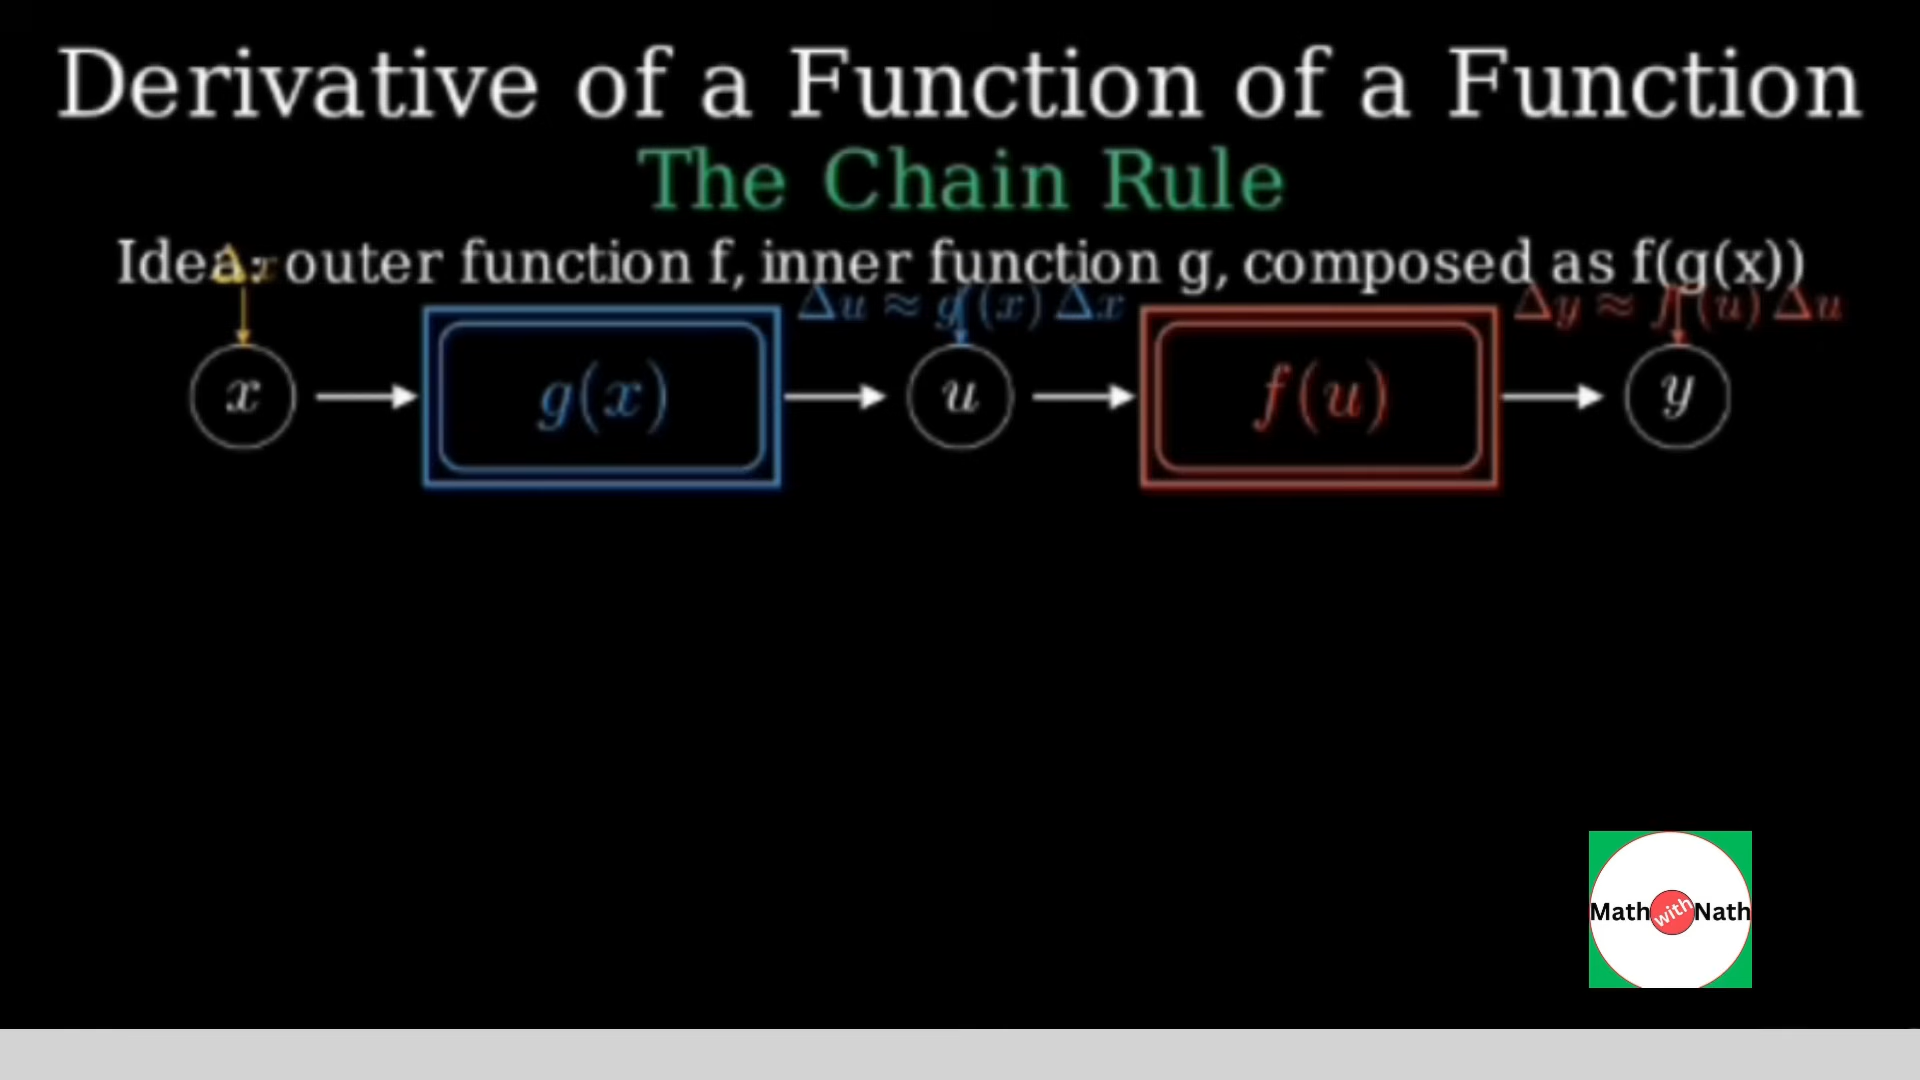 Derivative of a Function of a Function
The Chain Rule
Idea: outer function f, inner function g, composed as f(g(x))
Δx
Δu ≈ g′(x) Δx
Δy ≈ f′(u) Δu
x
g(x)
u
f(u)
y
Math with Nath